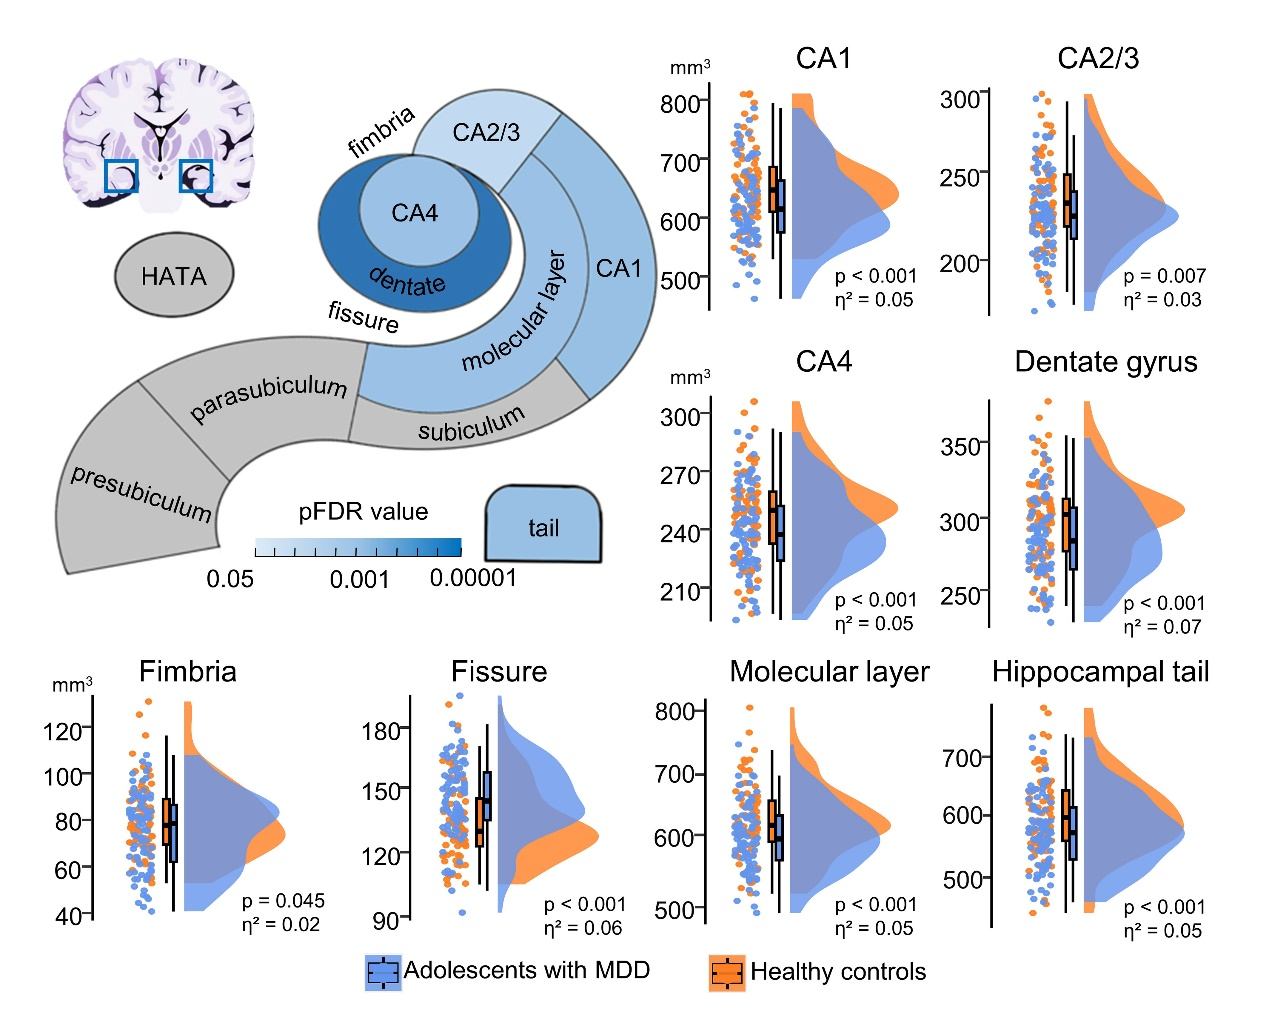 CA1
mm³
800
700
600
500
p < 0.001
η² = 0.05
CA2/3
300
250
200
p = 0.007
η² = 0.03
fimbria
CA2/3
CA4
dentate
fissure
molecular layer
CA1
HATA
parasubiculum
subiculum
presubiculum
pFDR value
0.05
0.001
0.00001
tail
CA4
mm³
300
270
240
210
p < 0.001
η² = 0.05
Dentate gyrus
350
300
250
p < 0.001
η² = 0.07
Fimbria
mm³
120
100
80
60
40
p = 0.045
η² = 0.02
Fissure
180
150
120
90
p < 0.001
η² = 0.06
Molecular layer
800
700
600
500
p < 0.001
η² = 0.05
Hippocampal tail
700
600
500
p < 0.001
η² = 0.05
Adolescents with MDD
Healthy controls